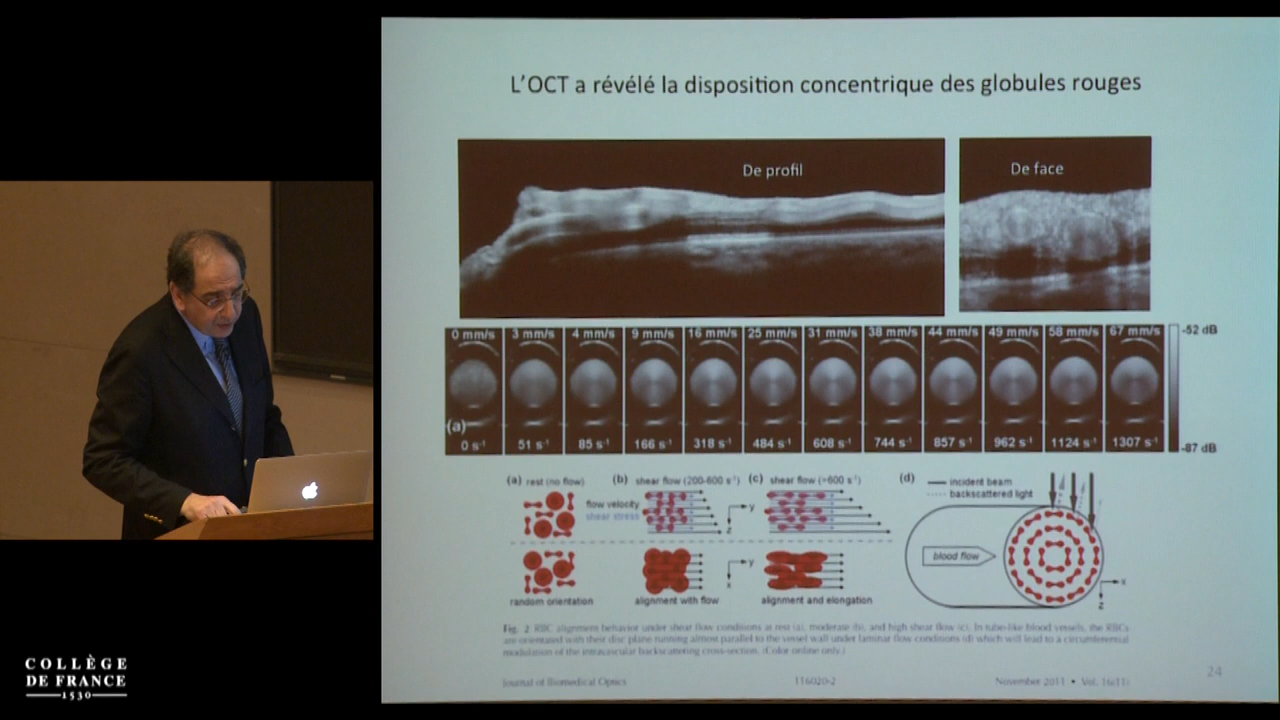 L'OCT a révélé la disposition concentrique des globules rouges
De profil
De face
0 mm/s 3 mm/s 4 mm/s 9 mm/s 16 mm/s 25 mm/s 31 mm/s 38 mm/s 44 mm/s 49 mm/s 58 mm/s 67 mm/s
-52 dB
(a)
0 s⁻¹ 51 s⁻¹ 85 s⁻¹ 166 s⁻¹ 318 s⁻¹ 484 s⁻¹ 608 s⁻¹ 744 s⁻¹ 857 s⁻¹ 962 s⁻¹ 1124 s⁻¹ 1307 s⁻¹
-87 dB
(a) rest (no flow)
(b) shear flow (200-600 s⁻¹)
(c) shear flow (>600 s⁻¹)
(d)
incident beam
backscattered light
flow velocity
shear stress
y
z
y
x
blood flow
x
z
random orientation
alignment with flow
alignment and elongation
Fig. 2 RBC alignment behavior under shear flow conditions at rest (a), moderate (b), and high shear flow (c). In tube-like blood vessels, the RBCs
are orientated with their disc plane running almost parallel to the vessel wall under laminar flow conditions (d) which will lead to a circumferential
modulation of the intravascular backscattering cross-section. (Color online only.)
Journal of Biomedical Optics
116020-2
November 2011 • Vol. 16(11)
24
COLLÈGE
DE FRANCE
1530